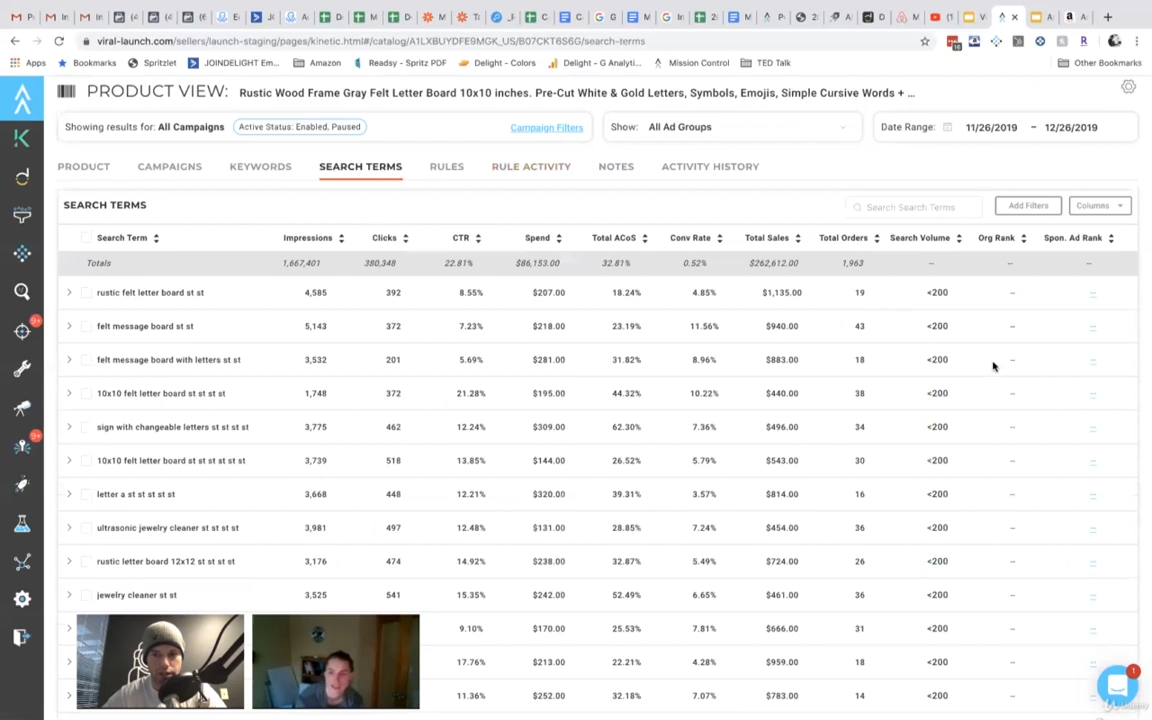 viral-launch.com/sellers/launch-staging/pages/kinetic.html#/catalog/A1LXBUYDFE9MGK_US/B07CKT6S6G/search-terms
Apps Bookmarks Spritzlet JOINDELIGHT Em... Amazon Readsy - Spritz PDF Delight - Colors Delight - G Analyti... Mission Control TED Talk Other Bookmarks
PRODUCT VIEW: Rustic Wood Frame Gray Felt Letter Board 10x10 inches. Pre-Cut White & Gold Letters, Symbols, Emojis, Simple Cursive Words + ...
Showing results for: All Campaigns Active Status: Enabled, Paused Campaign Filters Show: All Ad Groups Date Range: 11/26/2019 – 12/26/2019
PRODUCT CAMPAIGNS KEYWORDS SEARCH TERMS RULES RULE ACTIVITY NOTES ACTIVITY HISTORY
SEARCH TERMS Search Search Terms Add Filters Columns
Search Term Impressions Clicks CTR Spend Total ACoS Conv Rate Total Sales Total Orders Search Volume Org Rank Spon. Ad Rank
Totals 1,667,401 380,348 22.81% $86,153.00 32.81% 0.52% $262,612.00 1,963 -- -- --
rustic felt letter board st st 4,585 392 8.55% $207.00 18.24% 4.85% $1,135.00 19 <200 -- --
felt message board st st 5,143 372 7.23% $218.00 23.19% 11.56% $940.00 43 <200 -- --
felt message board with letters st st 3,532 201 5.69% $281.00 31.82% 8.96% $883.00 18 <200 -- --
10x10 felt letter board st st st 1,748 372 21.28% $195.00 44.32% 10.22% $440.00 38 <200 -- --
sign with changeable letters st st st 3,775 462 12.24% $309.00 62.30% 7.36% $496.00 34 <200 -- --
10x10 felt letter board st st st st st 3,739 518 13.85% $144.00 26.52% 5.79% $543.00 30 <200 -- --
letter a st st st st st 3,668 448 12.21% $320.00 39.31% 3.57% $814.00 16 <200 -- --
ultrasonic jewelry cleaner st st st st 3,981 497 12.48% $131.00 28.85% 7.24% $454.00 36 <200 -- --
rustic letter board 12x12 st st st st 3,176 474 14.92% $238.00 32.87% 5.49% $724.00 26 <200 -- --
jewelry cleaner st st 3,525 541 15.35% $242.00 52.49% 6.65% $461.00 36 <200 -- --
9.10% $170.00 25.53% 7.81% $666.00 31 <200 -- --
17.76% $213.00 22.21% 4.28% $959.00 18 <200 -- --
11.36% $252.00 32.18% 7.07% $783.00 14 <200 -- --